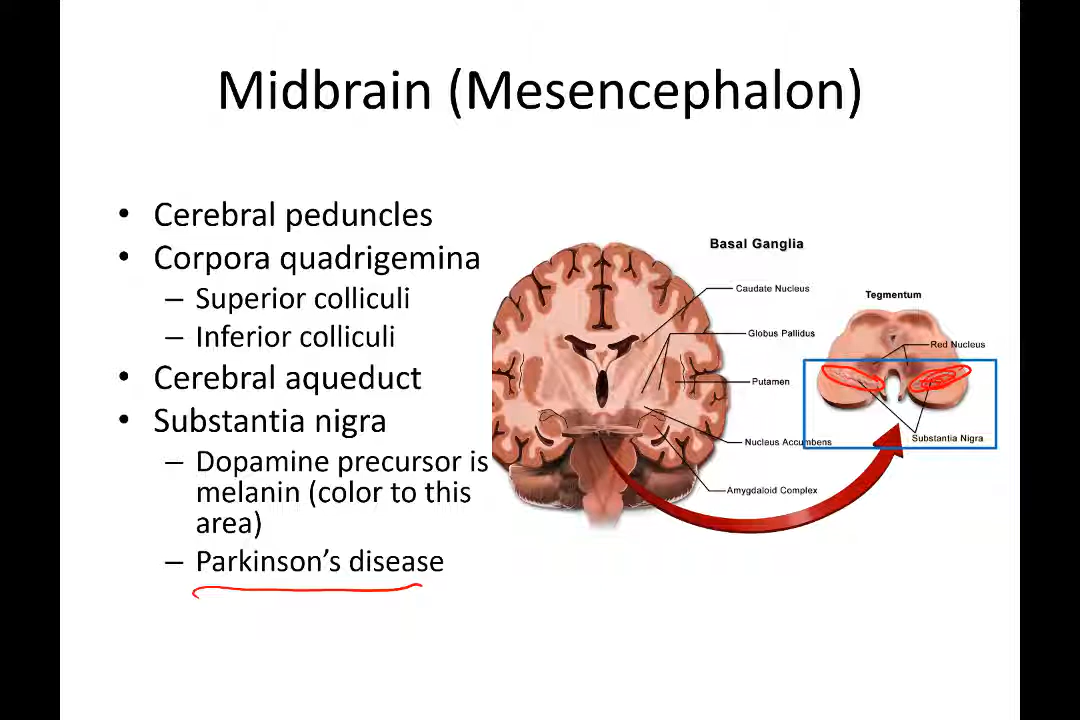 Midbrain (Mesencephalon)
• Cerebral peduncles
• Corpora quadrigemina
– Superior colliculi
– Inferior colliculi
• Cerebral aqueduct
• Substantia nigra
– Dopamine precursor is
melanin (color to this
area)
– Parkinson’s disease
Basal Ganglia
Caudate Nucleus
Globus Pallidus
Putamen
Nucleus Accumbens
Amygdaloid Complex
Tegmentum
Red Nucleus
Substantia Nigra